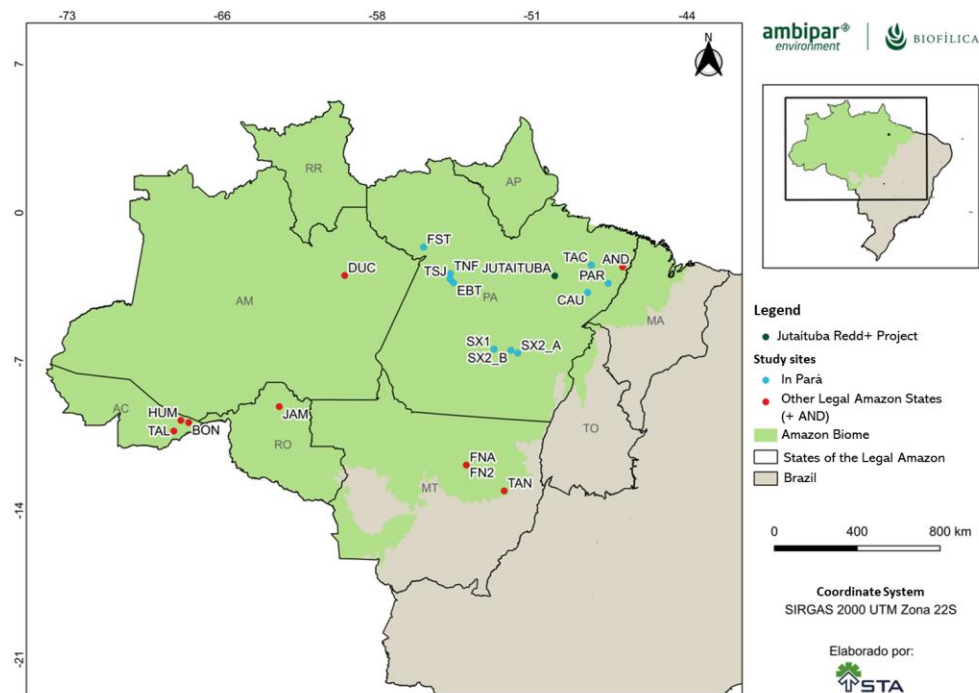 -73 -66 -58 -51 -44
7
0
-7
-14
-21
N
RR
AP
FST
DUC
TNF
TSJ
EBT
JUTAITUBA
TAC
AND
PAR
CAU
AM
PA
MA
SX1
SX2_A
SX2_B
AC
HUM
TAL
BON
JAM
RO
TO
FNA
FN2
TAN
MT
ambipar®
environment
BIOFÍLICA
Legend
Jutaituba Redd+ Project
Study sites
In Pará
Other Legal Amazon States
(+ AND)
Amazon Biome
States of the Legal Amazon
Brazil
0 400 800 km
Coordinate System
SIRGAS 2000 UTM Zona 22S
Elaborado por:
STA